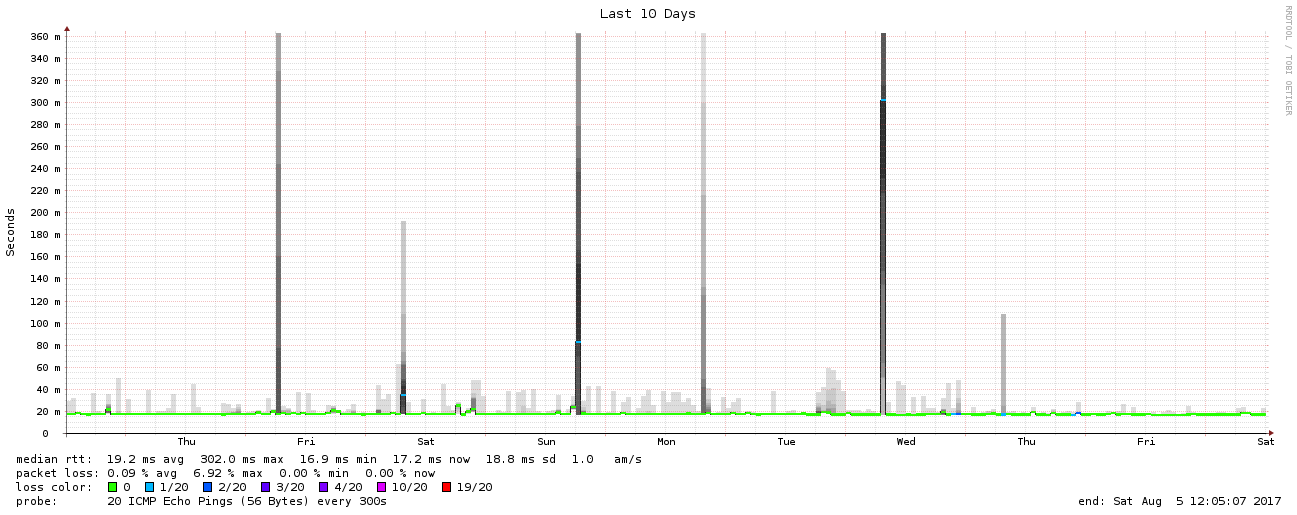 Last 10 Days
RRDTOOL / TOBI OETIKER
Seconds
360 m
340 m
320 m
300 m
280 m
260 m
240 m
220 m
200 m
180 m
160 m
140 m
120 m
100 m
80 m
60 m
40 m
20 m
0
Thu Fri Sat Sun Mon Tue Wed Thu Fri Sat
median rtt: 19.2 ms avg 302.0 ms max 16.9 ms min 17.2 ms now 18.8 ms sd 1.0 am/s
packet loss: 0.09 % avg 6.92 % max 0.00 % min 0.00 % now
loss color: 0 1/20 2/20 3/20 4/20 10/20 19/20
probe: 20 ICMP Echo Pings (56 Bytes) every 300s end: Sat Aug 5 12:05:07 2017